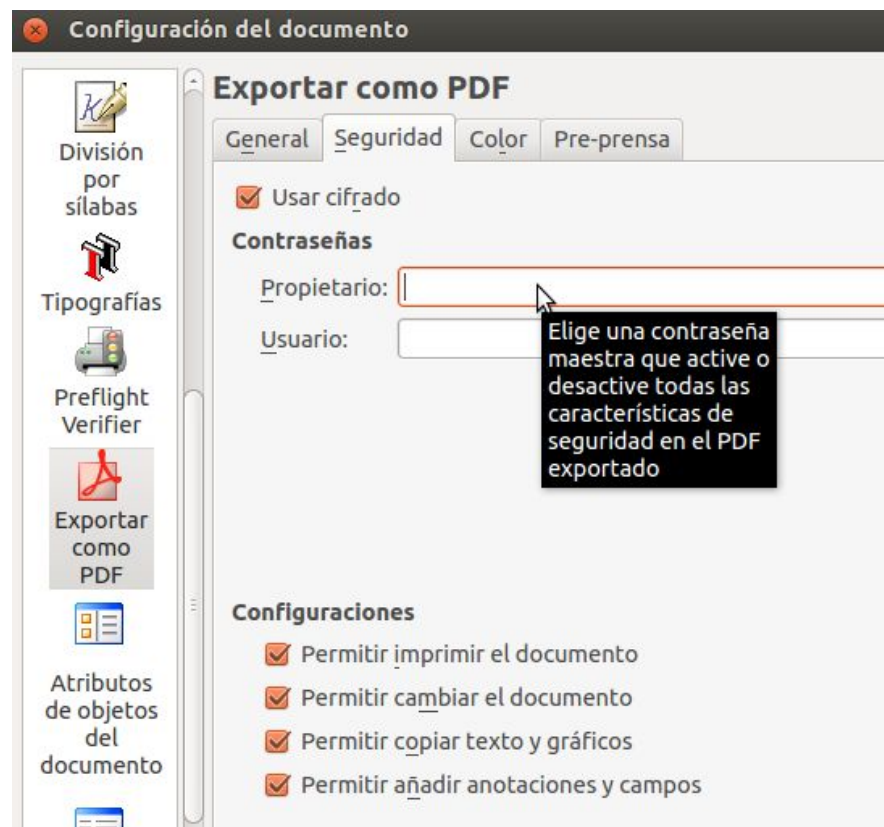 Configuración del documento
División
por
sílabas
Tipografías
Preflight
Verifier
Exportar
como
PDF
Atributos
de objetos
del
documento
Exportar como PDF
General Seguridad Color Pre-prensa
Usar cifrado
Contraseñas
Propietario:
Usuario:
Elige una contraseña
maestra que active o
desactive todas las
características de
seguridad en el PDF
exportado
Configuraciones
Permitir imprimir el documento
Permitir cambiar el documento
Permitir copiar texto y gráficos
Permitir añadir anotaciones y campos